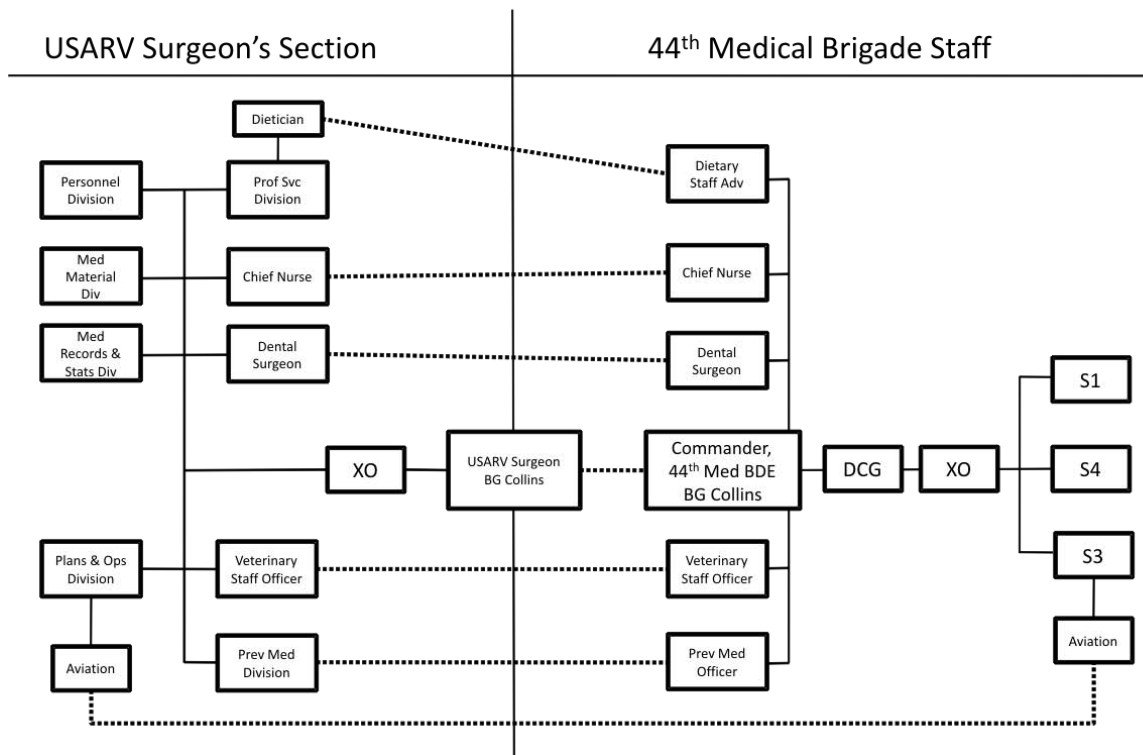 USARV Surgeon's Section
44th Medical Brigade Staff
Dietician
Personnel
Division
Prof Svc
Division
Dietary
Staff Adv
Med
Material
Div
Chief Nurse
Chief Nurse
Med
Records &
Stats Div
Dental
Surgeon
Dental
Surgeon
S1
XO
USARV Surgeon
BG Collins
Commander,
44th Med BDE
BG Collins
DCG
XO
S4
Plans & Ops
Division
Veterinary
Staff Officer
Veterinary
Staff Officer
S3
Aviation
Prev Med
Division
Prev Med
Officer
Aviation